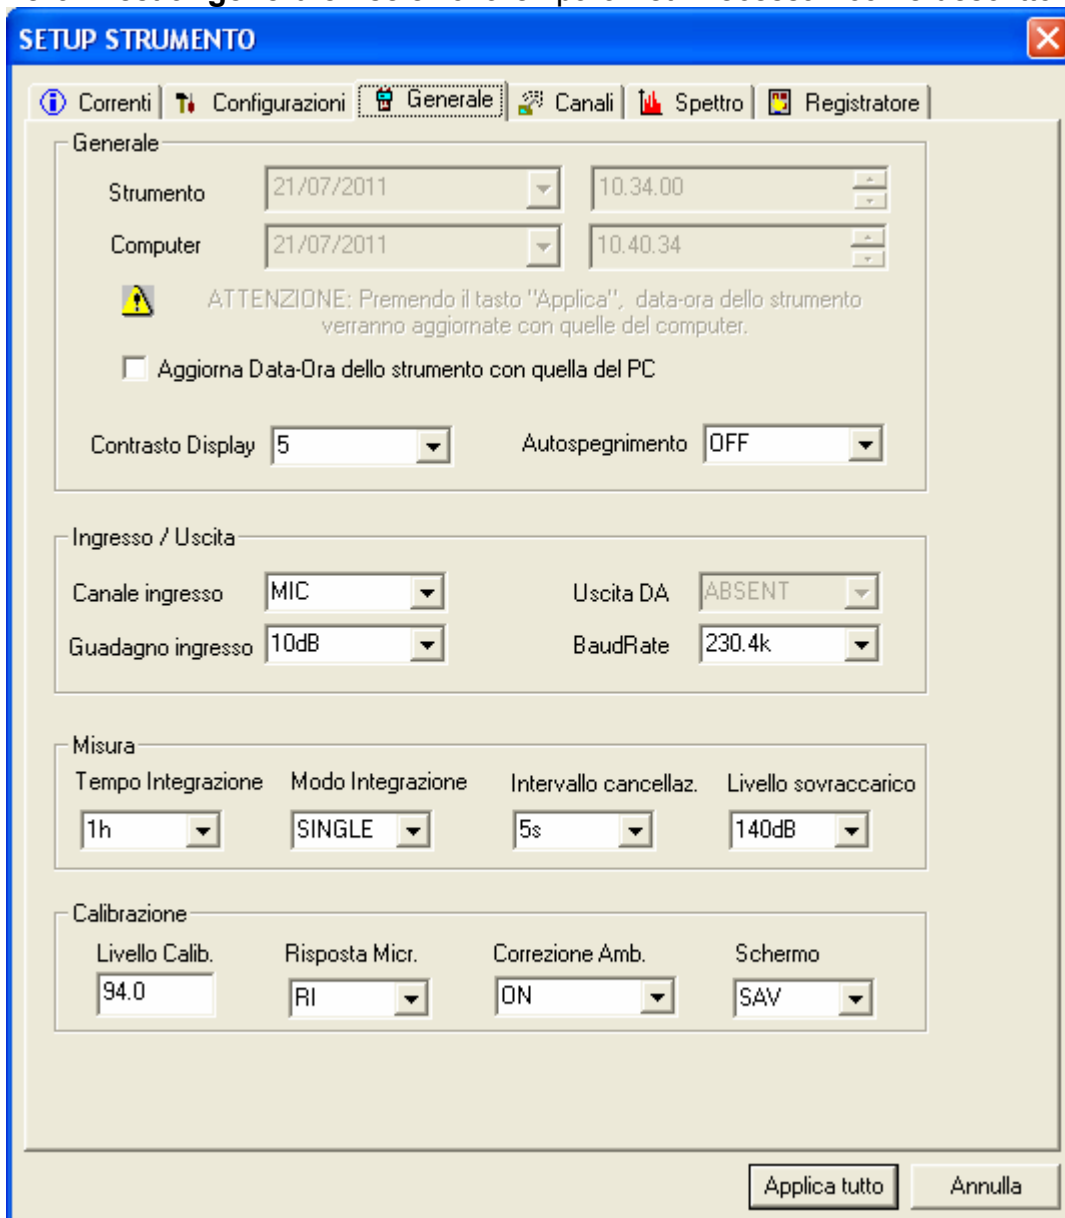 SETUP STRUMENTO
Correnti Configurazioni Generale Canali Spettro Registratore
Generale
Strumento 21/07/2011 10.34.00
Computer 21/07/2011 10.40.34
ATTENZIONE: Premendo il tasto "Applica", data-ora dello strumento
verranno aggiornate con quelle del computer.
Aggiorna Data-Ora dello strumento con quella del PC
Contrasto Display 5 Autospegnimento OFF
Ingresso / Uscita
Canale ingresso MIC Uscita DA ABSENT
Guadagno ingresso 10dB BaudRate 230.4k
Misura
Tempo Integrazione Modo Integrazione Intervallo cancellaz. Livello sovraccarico
1h SINGLE 5s 140dB
Calibrazione
Livello Calib. Risposta Micr. Correzione Amb. Schermo
94.0 RI ON SAV
Applica tutto Annulla